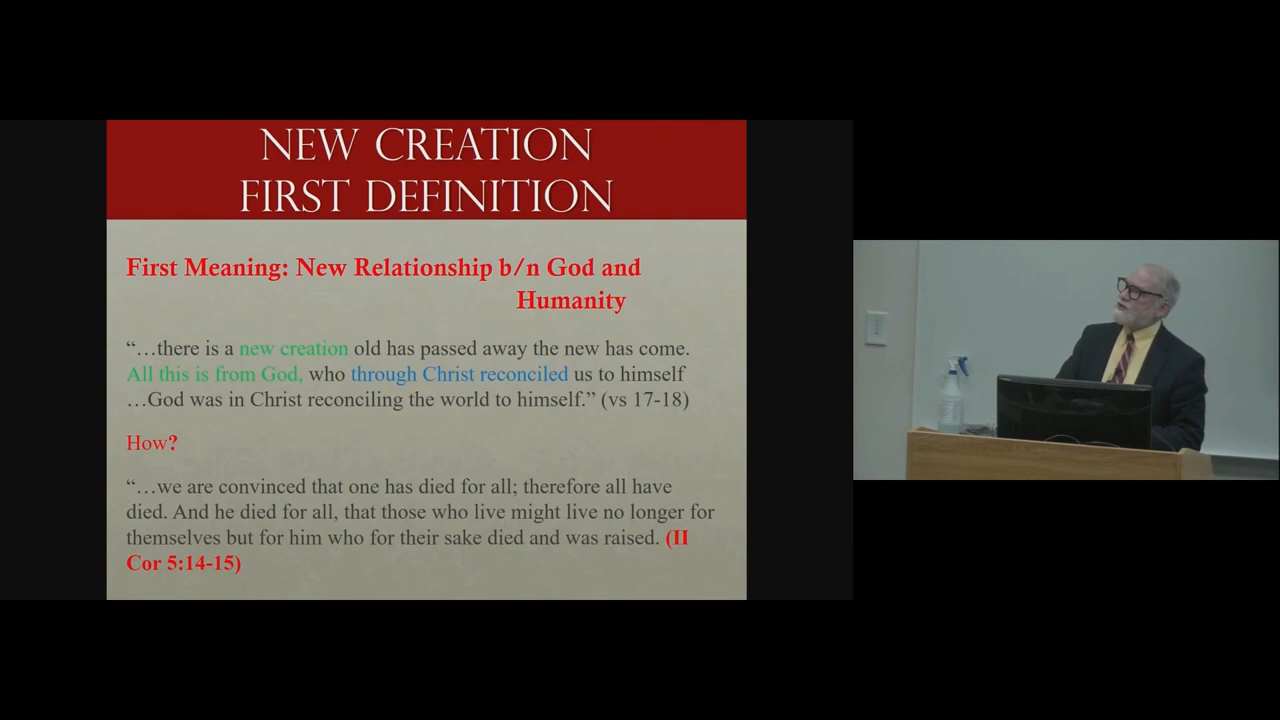 NEW CREATION
FIRST DEFINITION
First Meaning: New Relationship b/n God and
Humanity
“…there is a new creation old has passed away the new has come.
All this is from God, who through Christ reconciled us to himself
…God was in Christ reconciling the world to himself.” (vs 17-18)
How?
“…we are convinced that one has died for all; therefore all have
died. And he died for all, that those who live might live no longer for
themselves but for him who for their sake died and was raised. (II
Cor 5:14-15)